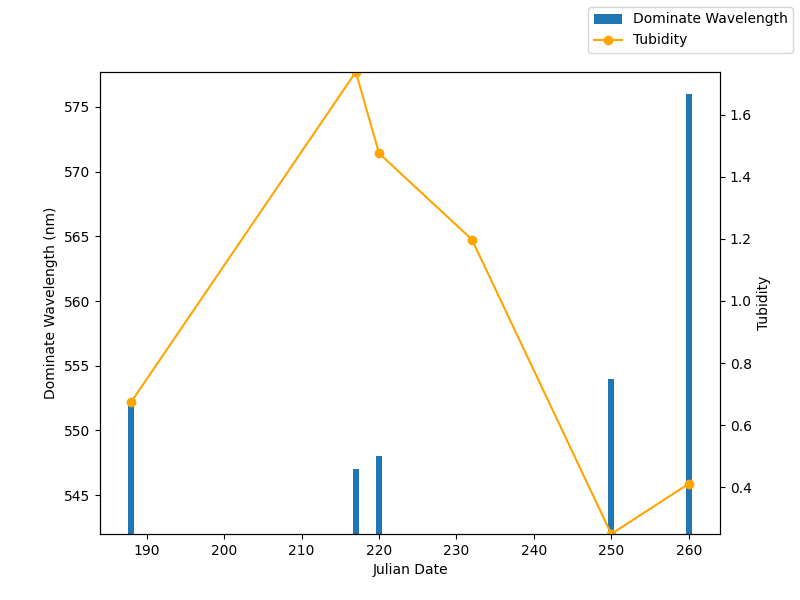 Dominate Wavelength
Tubidity
575
570
565
560
555
550
545
Dominate Wavelength (nm)
1.6
1.4
1.2
1.0
0.8
0.6
0.4
Tubidity
190 200 210 220 230 240 250 260
Julian Date